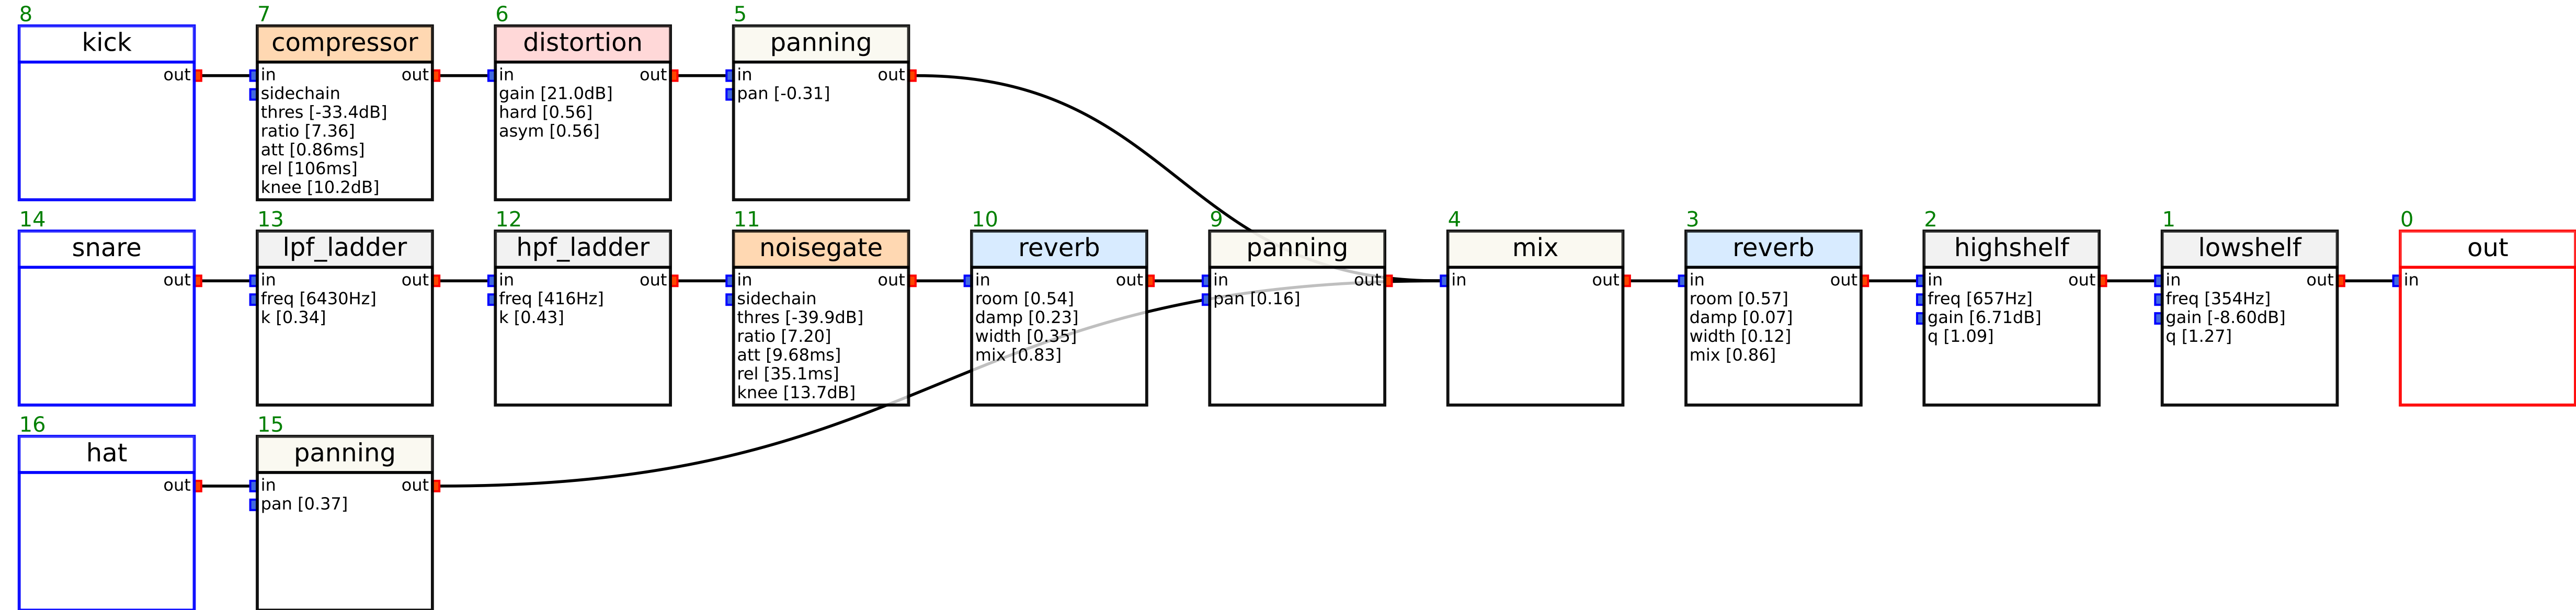 8
kick
out
7
compressor
in out
sidechain
thres [-33.4dB]
ratio [7.36]
att [0.86ms]
rel [106ms]
knee [10.2dB]
6
distortion
in out
gain [21.0dB]
hard [0.56]
asym [0.56]
5
panning
in out
pan [-0.31]
14
snare
out
13
lpf_ladder
in out
freq [6430Hz]
k [0.34]
12
hpf_ladder
in out
freq [416Hz]
k [0.43]
11
noisegate
in out
sidechain
thres [-39.9dB]
ratio [7.20]
att [9.68ms]
rel [35.1ms]
knee [13.7dB]
10
reverb
in out
room [0.54]
damp [0.23]
width [0.35]
mix [0.83]
9
panning
in out
pan [0.16]
4
mix
in out
3
reverb
in out
room [0.57]
damp [0.07]
width [0.12]
mix [0.86]
2
highshelf
in out
freq [657Hz]
gain [6.71dB]
q [1.09]
1
lowshelf
in out
freq [354Hz]
gain [-8.60dB]
q [1.27]
0
out
in
16
hat
out
15
panning
in out
pan [0.37]